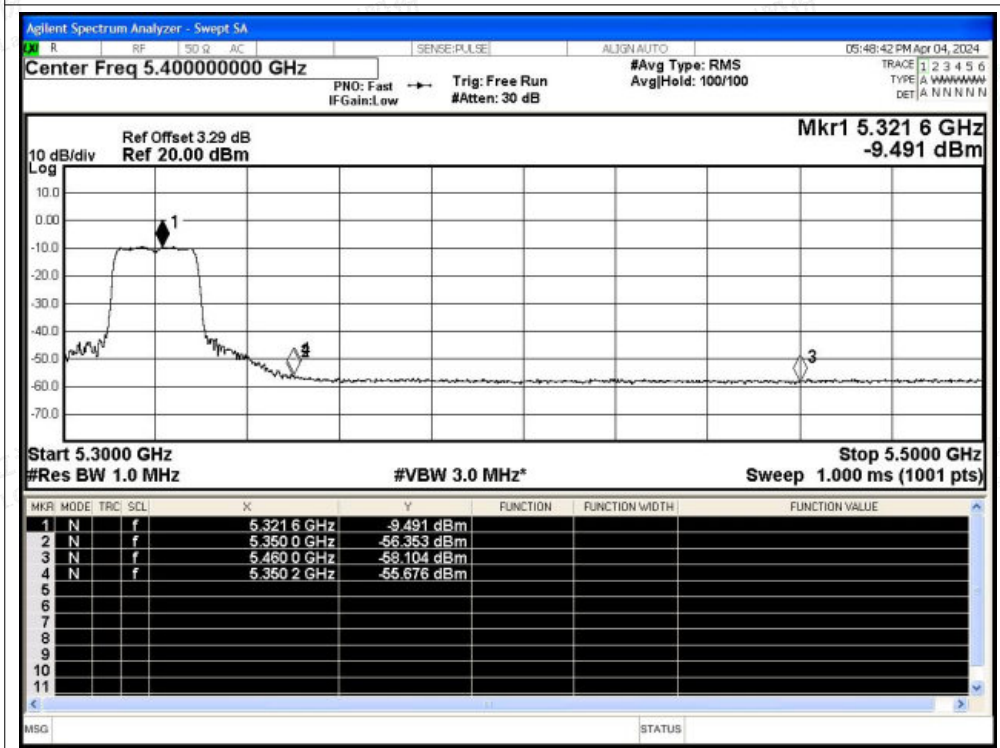 Agilent Spectrum Analyzer - Swept SA
LXI R RF 50 Ω AC SENSE:PULSE ALIGN AUTO 05:48:42 PM Apr 04, 2024
Center Freq 5.400000000 GHz #Avg Type: RMS TRACE 1 2 3 4 5 6
PNO: Fast Trig: Free Run Avg|Hold: 100/100 TYPE A WWWWW
IFGain:Low #Atten: 30 dB DET A N N N N N
Mkr1 5.321 6 GHz
Ref Offset 3.29 dB -9.491 dBm
10 dB/div Ref 20.00 dBm
Log
10.0
0.00
1
-10.0
-20.0
-30.0
-40.0
-50.0
3
-60.0
-70.0
Start 5.3000 GHz Stop 5.5000 GHz
#Res BW 1.0 MHz #VBW 3.0 MHz* Sweep 1.000 ms (1001 pts)
MKR MODE TRC SCL X Y FUNCTION FUNCTION WIDTH FUNCTION VALUE
1 N f 5.321 6 GHz -9.491 dBm
2 N f 5.350 0 GHz -56.353 dBm
3 N f 5.460 0 GHz -58.104 dBm
4 N f 5.350 2 GHz -55.676 dBm
5
6
7
8
9
10
11
MSG STATUS